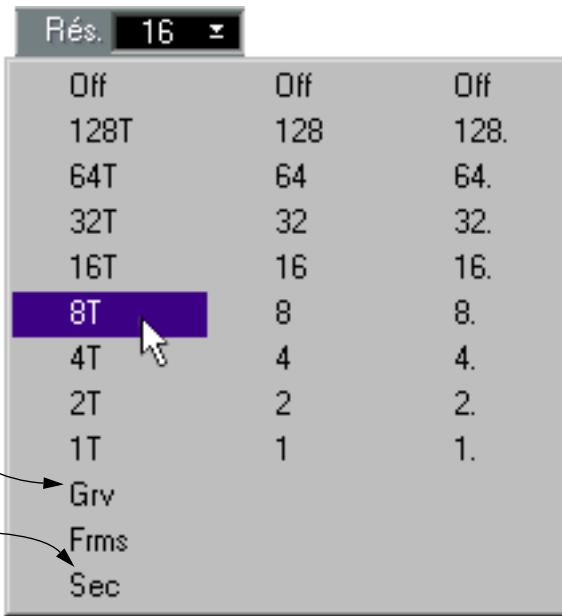 Rés. 16
Off Off Off
128T 128 128.
64T 64 64.
32T 32 32.
16T 16 16.
8T 8 8.
4T 4 4.
2T 2 2.
1T 1 1.
Grv
Frms
Sec